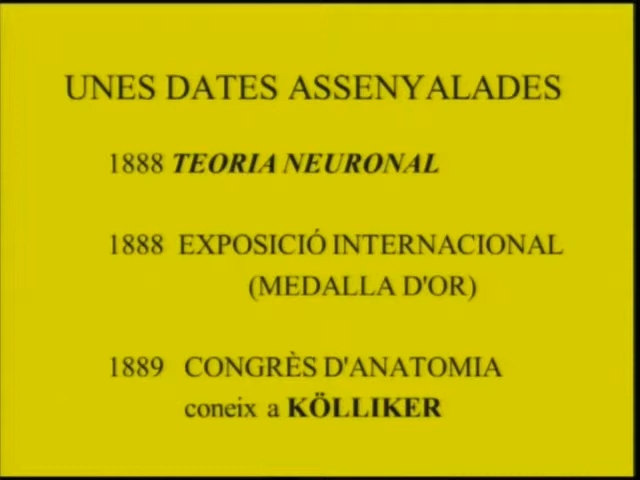 UNES DATES ASSENYALADES
1888 TEORIA NEURONAL
1888 EXPOSICIÓ INTERNACIONAL
(MEDALLA D'OR)
1889 CONGRÈS D'ANATOMIA
coneix a KÖLLIKER